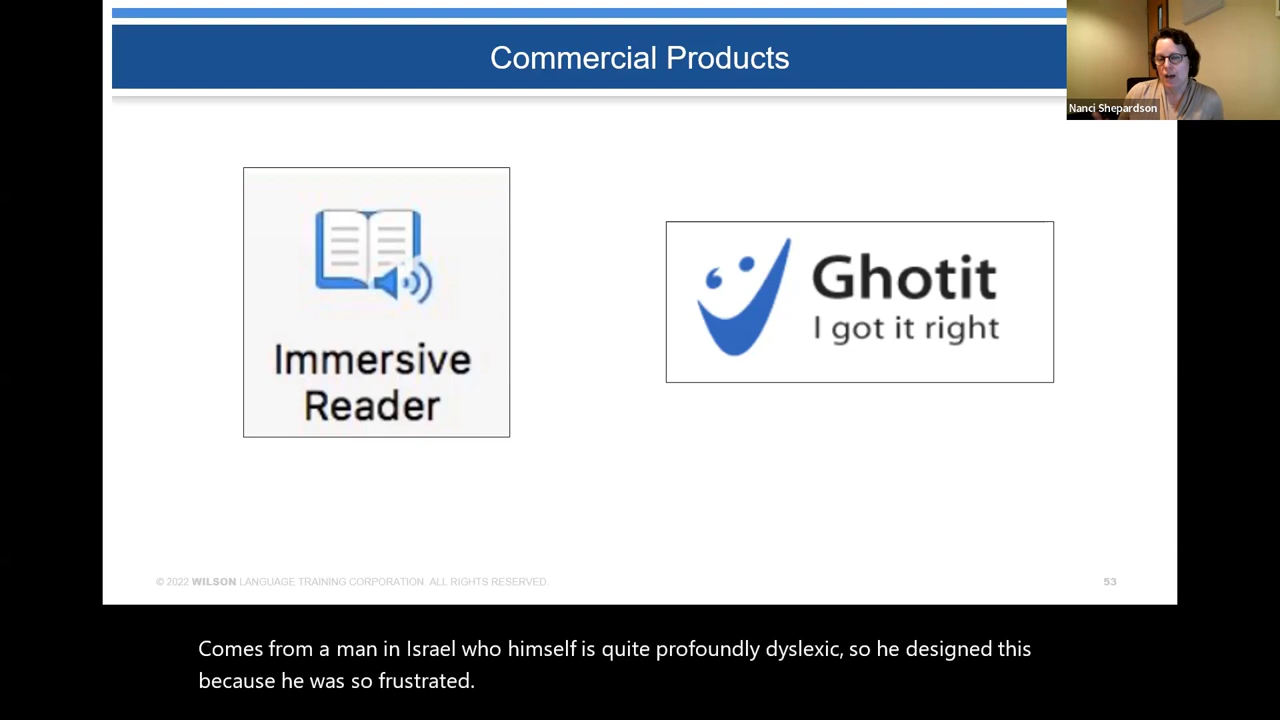 Commercial Products
Nanci Shepardson
Immersive
Reader
Ghotit
I got it right
© 2022 WILSON LANGUAGE TRAINING CORPORATION. ALL RIGHTS RESERVED.
53
Comes from a man in Israel who himself is quite profoundly dyslexic, so he designed this
because he was so frustrated.